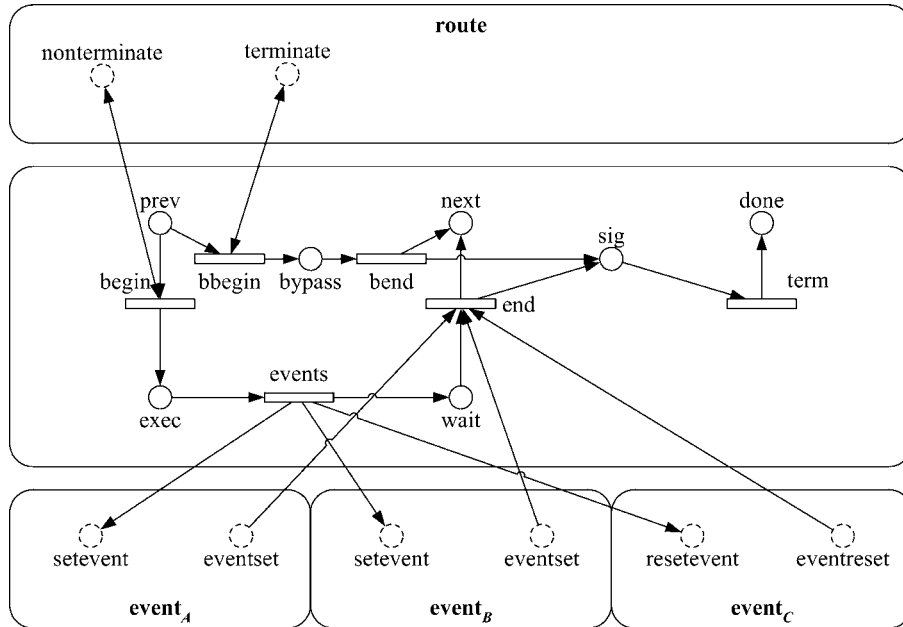 route
nonterminate
terminate
prev
next
done
sig
begin
bbegin
bypass
bend
end
term
events
exec
wait
setevent
eventset
setevent
eventset
resetevent
eventreset
event_A
event_B
event_C